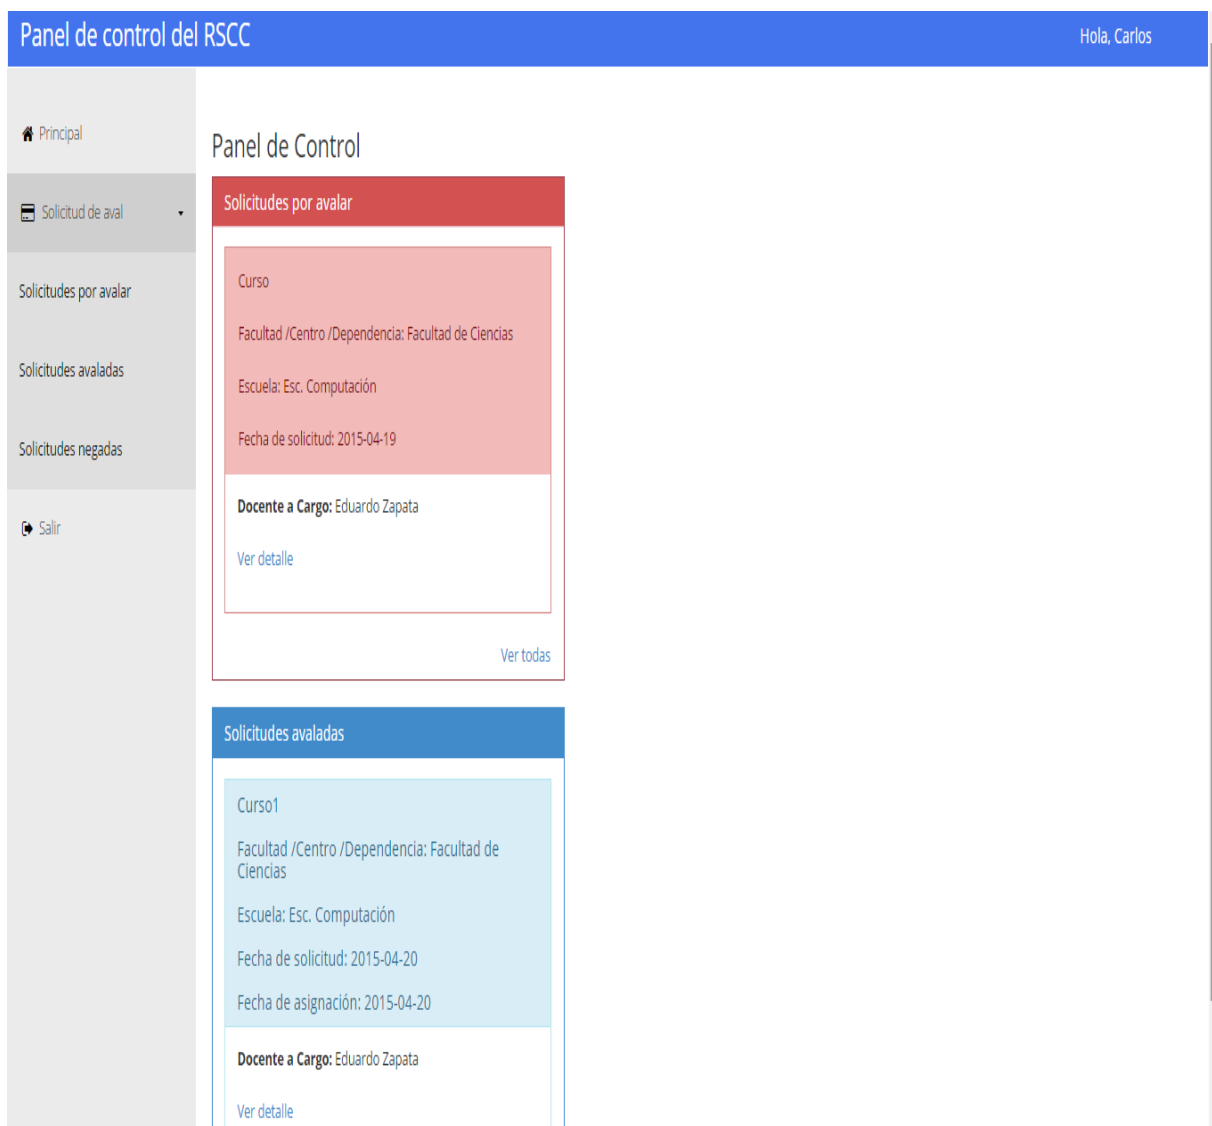 Panel de control del RSCC
Hola, Carlos
Principal
Solicitud de aval
Solicitudes por avalar
Solicitudes avaladas
Solicitudes negadas
Salir
Panel de Control
Solicitudes por avalar
Curso
Facultad /Centro /Dependencia: Facultad de Ciencias
Escuela: Esc. Computación
Fecha de solicitud: 2015-04-19
Docente a Cargo: Eduardo Zapata
Ver detalle
Ver todas
Solicitudes avaladas
Curso1
Facultad /Centro /Dependencia: Facultad de
Ciencias
Escuela: Esc. Computación
Fecha de solicitud: 2015-04-20
Fecha de asignación: 2015-04-20
Docente a Cargo: Eduardo Zapata
Ver detalle